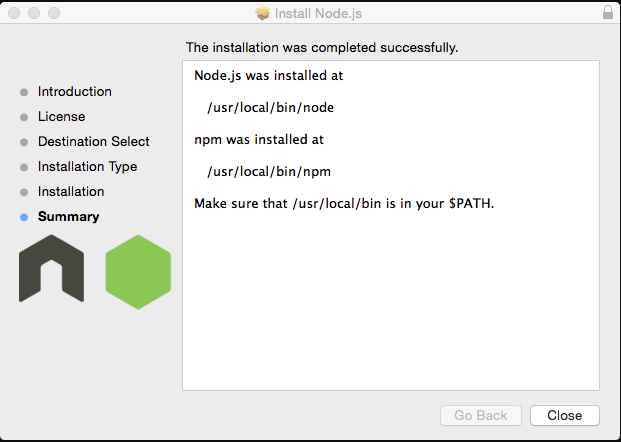 Install Node.js
The installation was completed successfully.
Introduction
License
Destination Select
Installation Type
Installation
Summary
Node.js was installed at
/usr/local/bin/node
npm was installed at
/usr/local/bin/npm
Make sure that /usr/local/bin is in your $PATH.
Go Back
Close